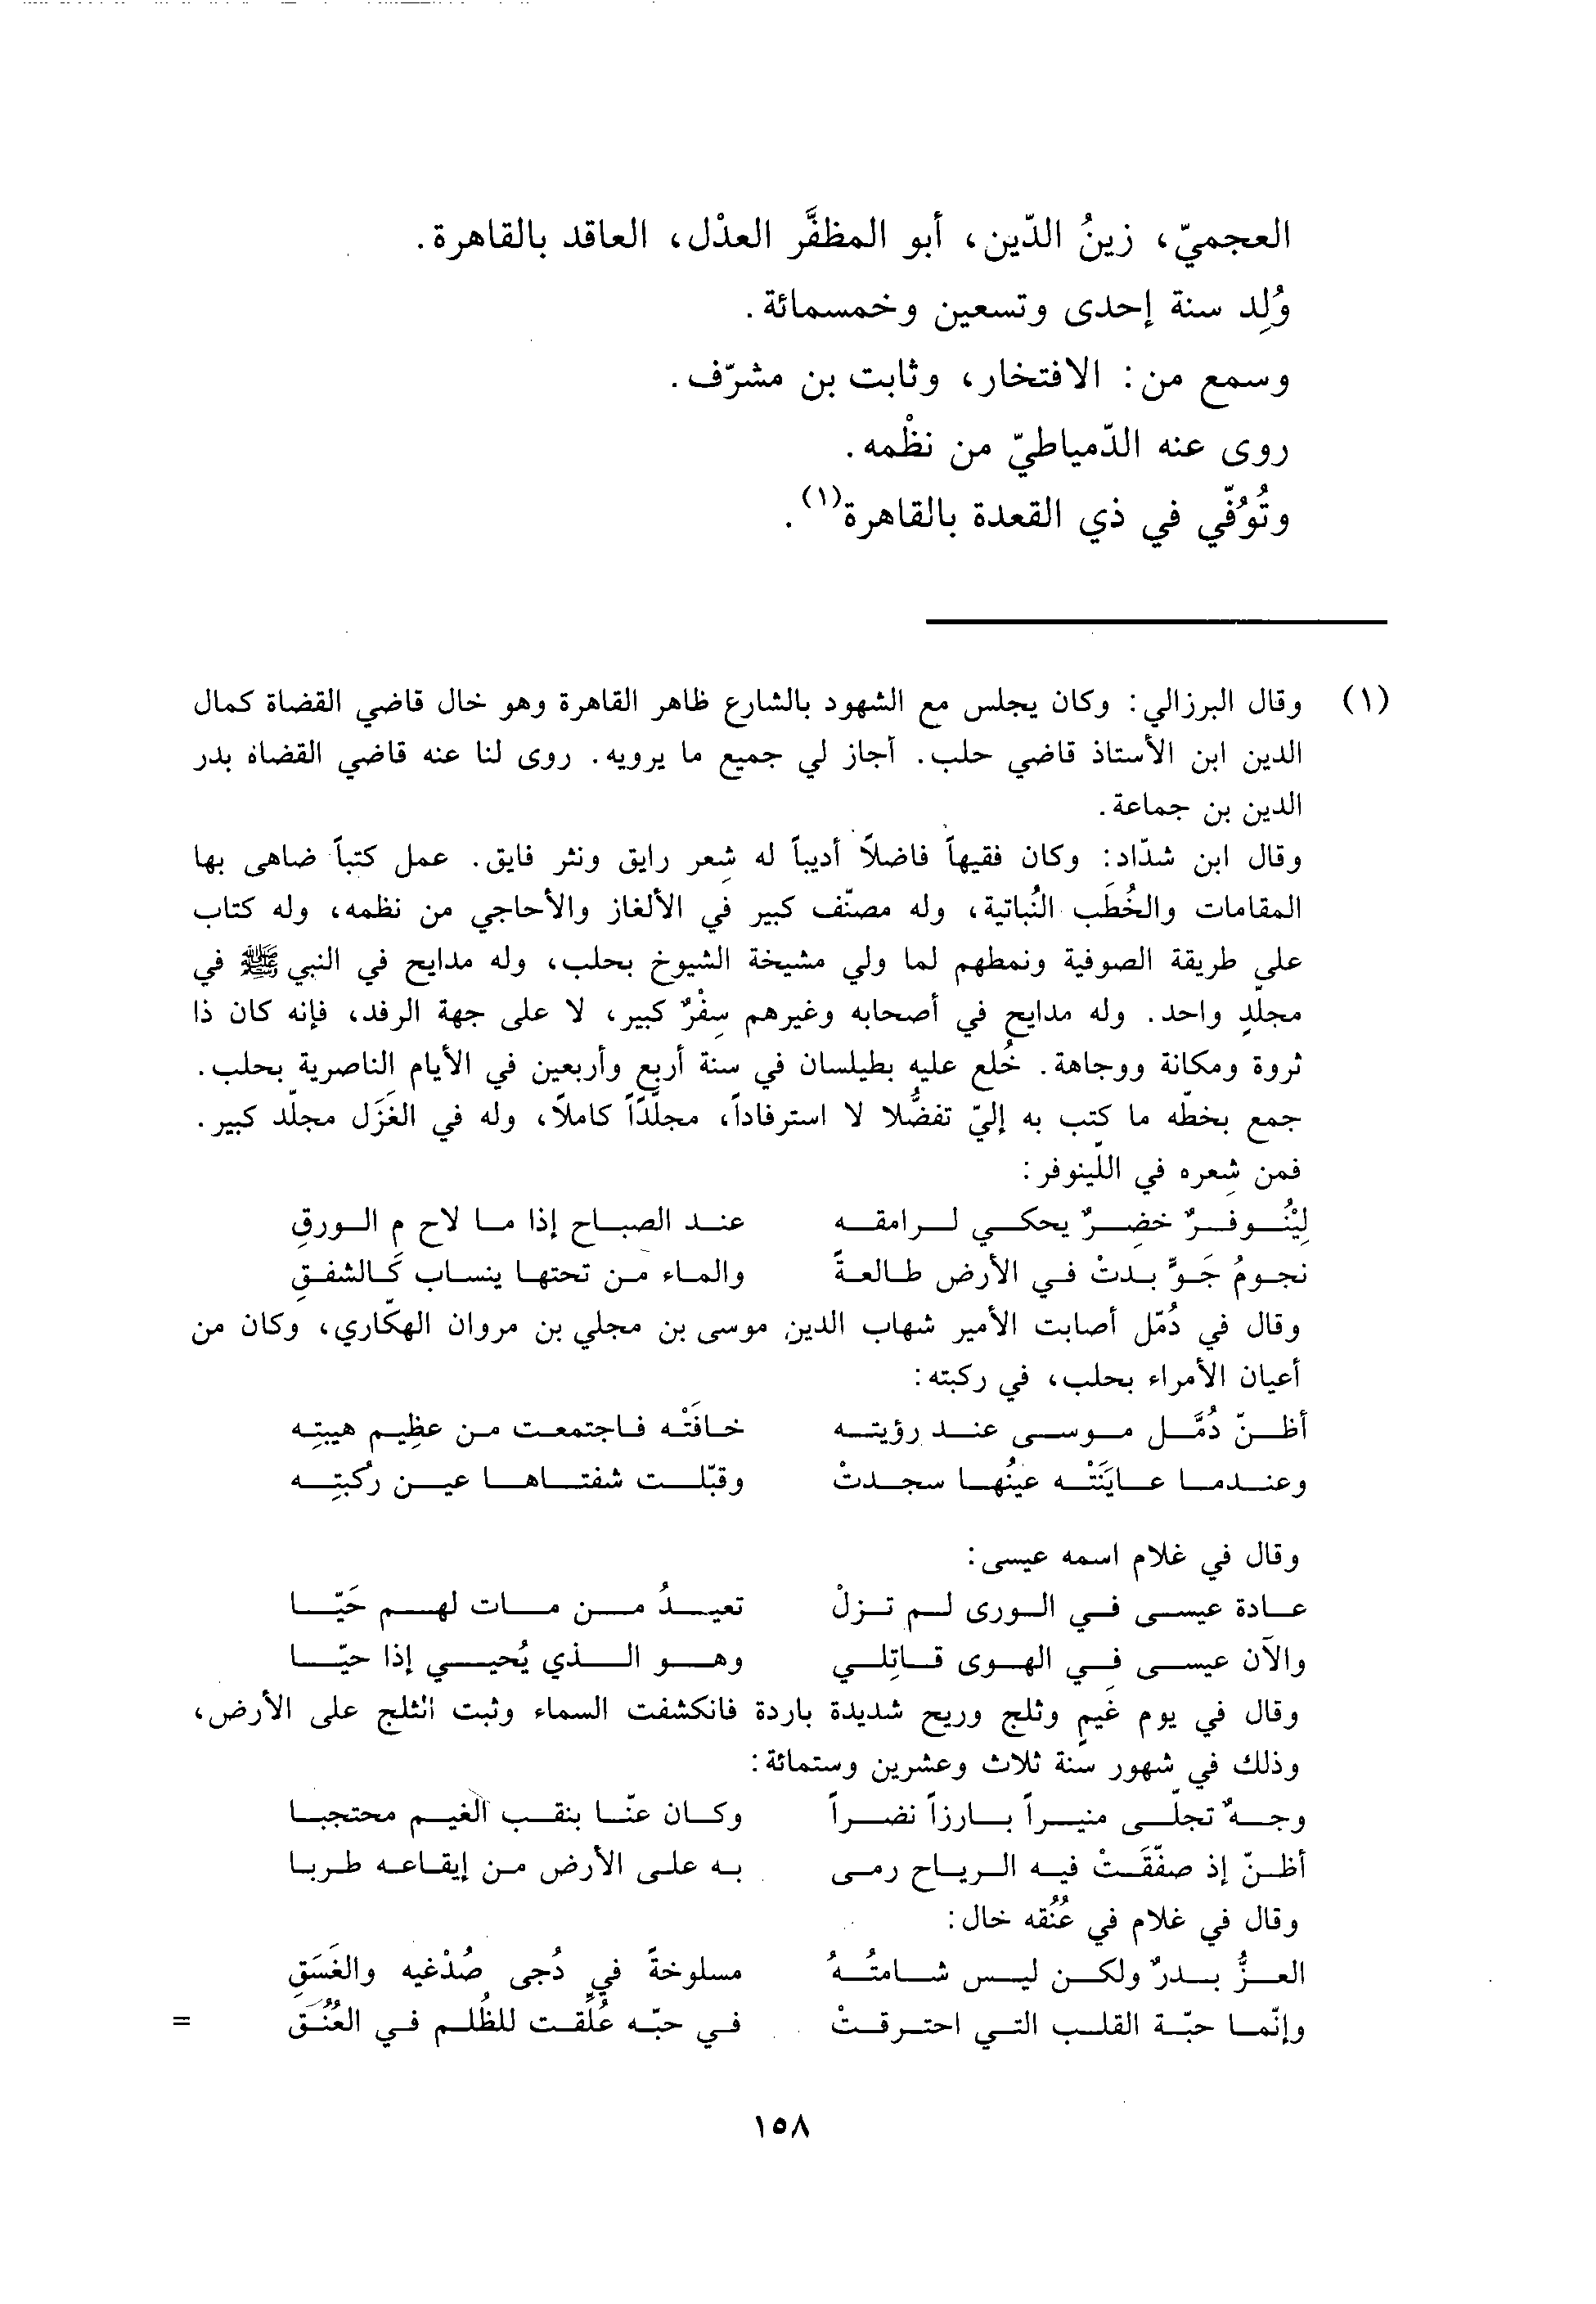 العجميّ، زينُ الدّين، أبو المظفَّر العدْل، العاقد بالقاهرة.
وُلِد سنة إحدى وتسعين وخمسمائة.
وسمع من: الافتخار، وثابت بن مشرّف.
روى عنه الدّمياطيّ من نظْمه.
وتُوُفّي في ذي القعدة بالقاهرة(١).
(١) وقال البرزالي: وكان يجلس مع الشهود بالشارع ظاهر القاهرة وهو خال قاضي القضاة كمال
الدين ابن الأستاذ قاضي حلب. أجاز لي جميع ما يرويه. روى لنا عنه قاضي القضاة بدر
الدين بن جماعة.
وقال ابن شدّاد: وكان فقيهاً فاضلاً أديباً له شِعر رايق ونثر فايق. عمل كتباً ضاهى بها
المقامات والخُطَب النُباتية، وله مصنّف كبير في الألغاز والأحاجي من نظمه، وله كتاب
على طريقة الصوفية ونمطهم لما ولي مشيخة الشيوخ بحلب، وله مدايح في النبي ﷺ في
مجلّدٍ واحد. وله مدايح في أصحابه وغيرهم سِفْرٌ كبير، لا على جهة الرفد، فإنه كان ذا
ثروة ومكانة ووجاهة. خُلع عليه بطيلسان في سنة أربع وأربعين في الأيام الناصرية بحلب.
جمع بخطّه ما كتب به إليّ تفضُّلا لا استرفاداً، مجلَّداً كاملاً، وله في الغَزَل مجلّد كبير.
فمن شِعره في اللّينوفر:
لِيْنُوفرٌ خضِرٌ يحكي لرامقه عند الصباح إذا ما لاح م الورقِ
نجومُ جَوٍّ بدتْ في الأرض طالعةً والماء من تحتها ينساب كَالشفقِ
وقال في دُمّل أصابت الأمير شهاب الدين موسى بن مجلي بن مروان الهكّاري، وكان من
أعيان الأمراء بحلب، في ركبته:
أظنّ دُمَّل موسى عند رؤيته خافَتْه فاجتمعت من عظِيم هيبتِه
وعندما عايَنَتْه عينُها سجدتْ وقبّلت شفتاها عين رُكبتِه
وقال في غلام اسمه عيسى:
عادة عيسى في الورى لم تزلْ تعيدُ من مات لهم حَيّا
والآن عيسى في الهوى قاتِلي وهو الذي يُحيي إذا حيّا
وقال في يوم غَيمٍ وثلج وريح شديدة باردة فانكشفت السماء وثبت الثلج على الأرض،
وذلك في شهور سنة ثلاث وعشرين وستمائة:
وجهٌ تجلّى منيراً بارزاً نضراً وكان عنّا بنقب الغيم محتجبا
أظنّ إذ صفّقَتْ فيه الرياح رمى به على الأرض من إيقاعه طربا
وقال في غلام في عُنُقه خال:
العزُّ بدرٌ ولكن ليس شامتُهُ مسلوخةً في دُجى صُدْغيه والغَسَقِ
وإنّما حبّة القلب التي احترقتْ في حبّه عُلِّقت للظُلم في العُنُقِ =
١٥٨